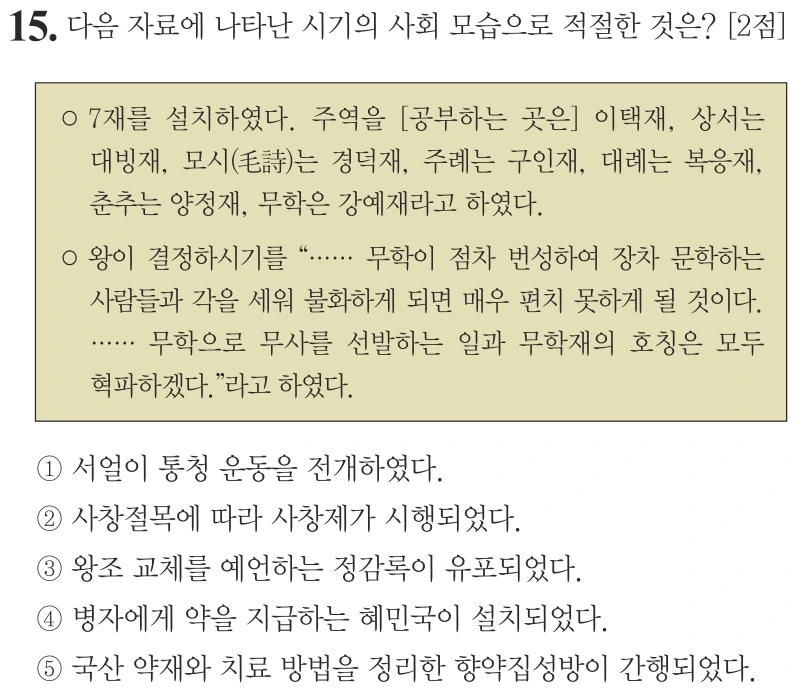 15. 다음 자료에 나타난 시기의 사회 모습으로 적절한 것은? [2점]
○ 7재를 설치하였다. 주역을 [공부하는 곳은] 이택재, 상서는
대빙재, 모시(毛詩)는 경덕재, 주례는 구인재, 대례는 복응재,
춘추는 양정재, 무학은 강예재라고 하였다.
○ 왕이 결정하시기를 “…… 무학이 점차 번성하여 장차 문학하는
사람들과 각을 세워 불화하게 되면 매우 편치 못하게 될 것이다.
…… 무학으로 무사를 선발하는 일과 무학재의 호칭은 모두
혁파하겠다.”라고 하였다.
① 서얼이 통청 운동을 전개하였다.
② 사창절목에 따라 사창제가 시행되었다.
③ 왕조 교체를 예언하는 정감록이 유포되었다.
④ 병자에게 약을 지급하는 혜민국이 설치되었다.
⑤ 국산 약재와 치료 방법을 정리한 향약집성방이 간행되었다.